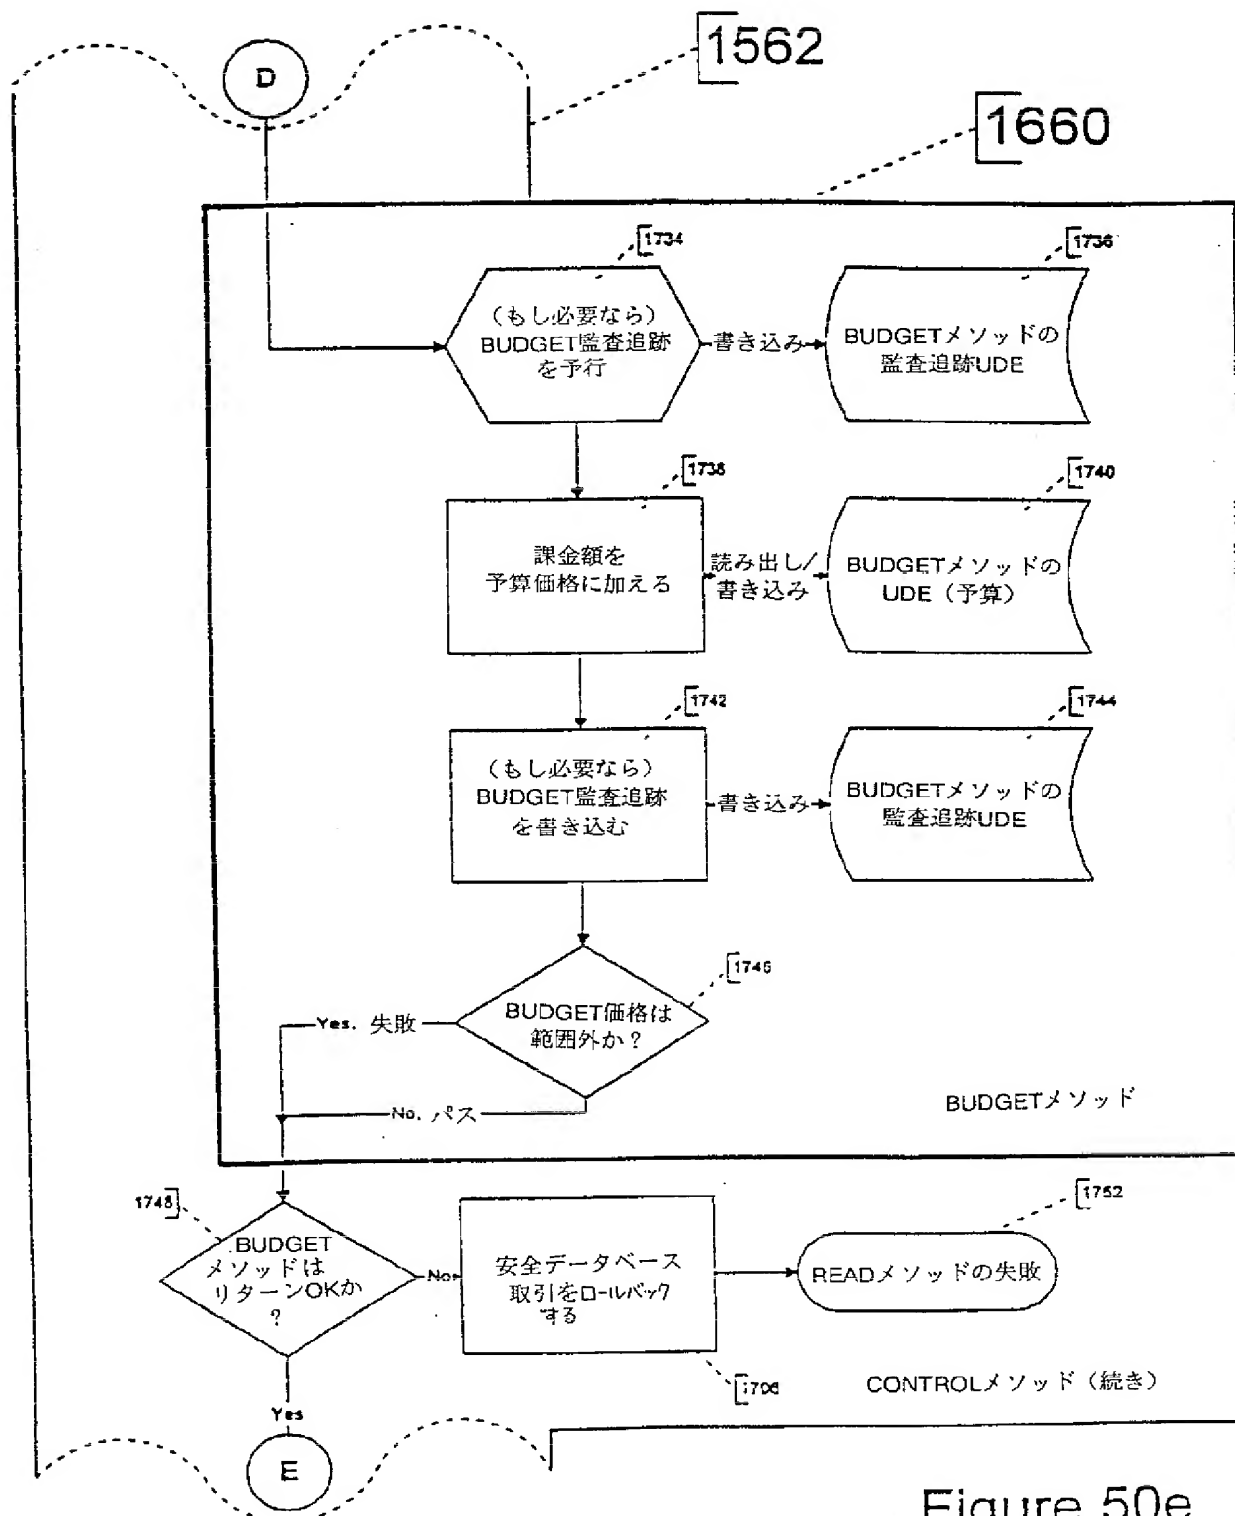 1562
D
1660
1734
1736
(もし必要なら)
BUDGET監査追跡
を予行
書き込み
BUDGETメソッドの
監査追跡UDE
1738
1740
課金額を
予算価格に加える
読み出し/
書き込み
BUDGETメソッドの
UDE(予算)
1742
1744
(もし必要なら)
BUDGET監査追跡
を書き込む
書き込み
BUDGETメソッドの
監査追跡UDE
1746
BUDGET価格は
範囲外か?
Yes. 失敗
No. パス
BUDGETメソッド
1748
1752
BUDGET
メソッドは
リターンOKか
?
No
安全データベース
取引をロールバック
する
READメソッドの失敗
CONTROLメソッド(続き)
Yes
E
Figure 50e